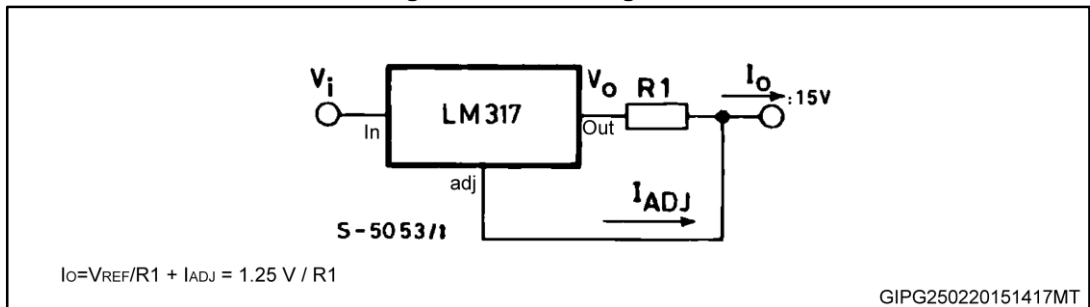 Vi
LM317
In
adj
Vo
Out
R1
IO
:15V
IADJ
S-5053/1
IO=VREF/R1 + IADJ = 1.25 V / R1
GIPG250220151417MT